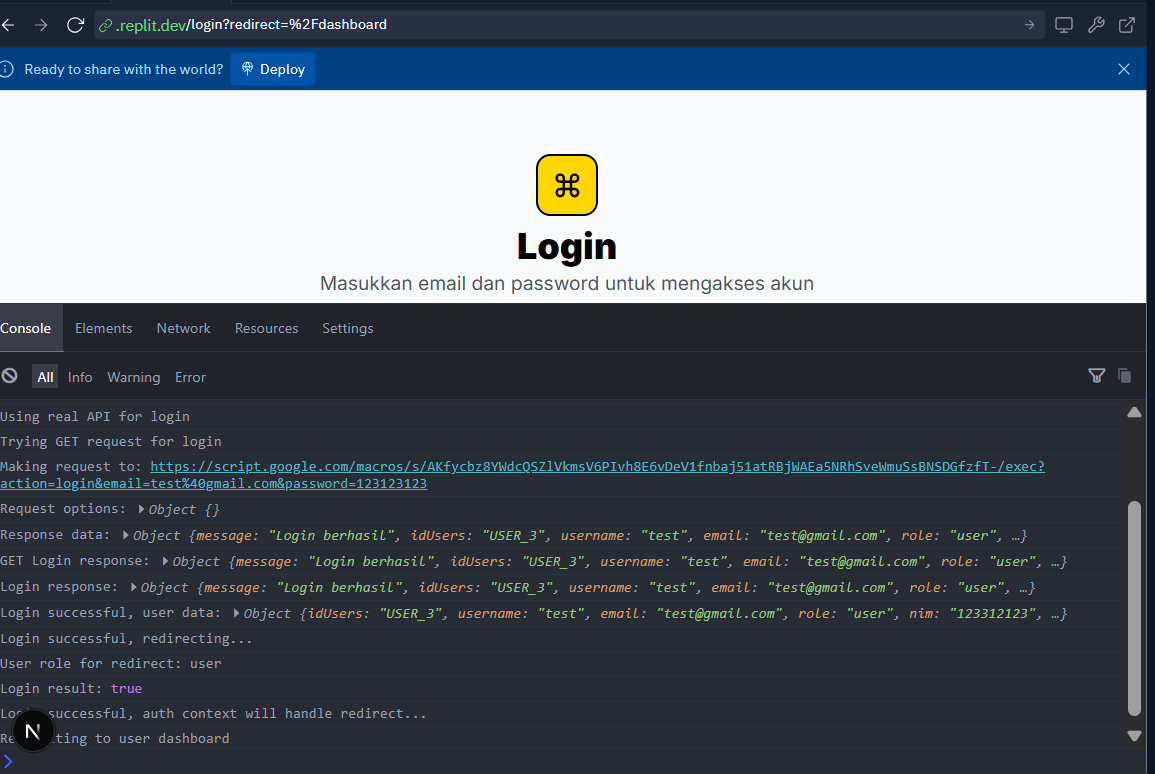 .replit.dev/login?redirect=%2Fdashboard
Ready to share with the world? Deploy
⌘
Login
Masukkan email dan password untuk mengakses akun
Console Elements Network Resources Settings
All Info Warning Error
Using real API for login
Trying GET request for login
Making request to: https://script.google.com/macros/s/AKfycbz8YWdcQSZlVkmsV6PIvh8E6vDeV1fnbaj51atRBjWAEa5NRhSveWmuSsBNSDGfzfT-/exec?
action=login&email=test%40gmail.com&password=123123123
Request options: Object {}
Response data: Object {message: "Login berhasil", idUsers: "USER_3", username: "test", email: "test@gmail.com", role: "user", …}
GET Login response: Object {message: "Login berhasil", idUsers: "USER_3", username: "test", email: "test@gmail.com", role: "user", …}
Login response: Object {message: "Login berhasil", idUsers: "USER_3", username: "test", email: "test@gmail.com", role: "user", …}
Login successful, user data: Object {idUsers: "USER_3", username: "test", email: "test@gmail.com", role: "user", nim: "123312123", …}
Login successful, redirecting...
User role for redirect: user
Login result: true
successful, auth context will handle redirect...
to user dashboard
N